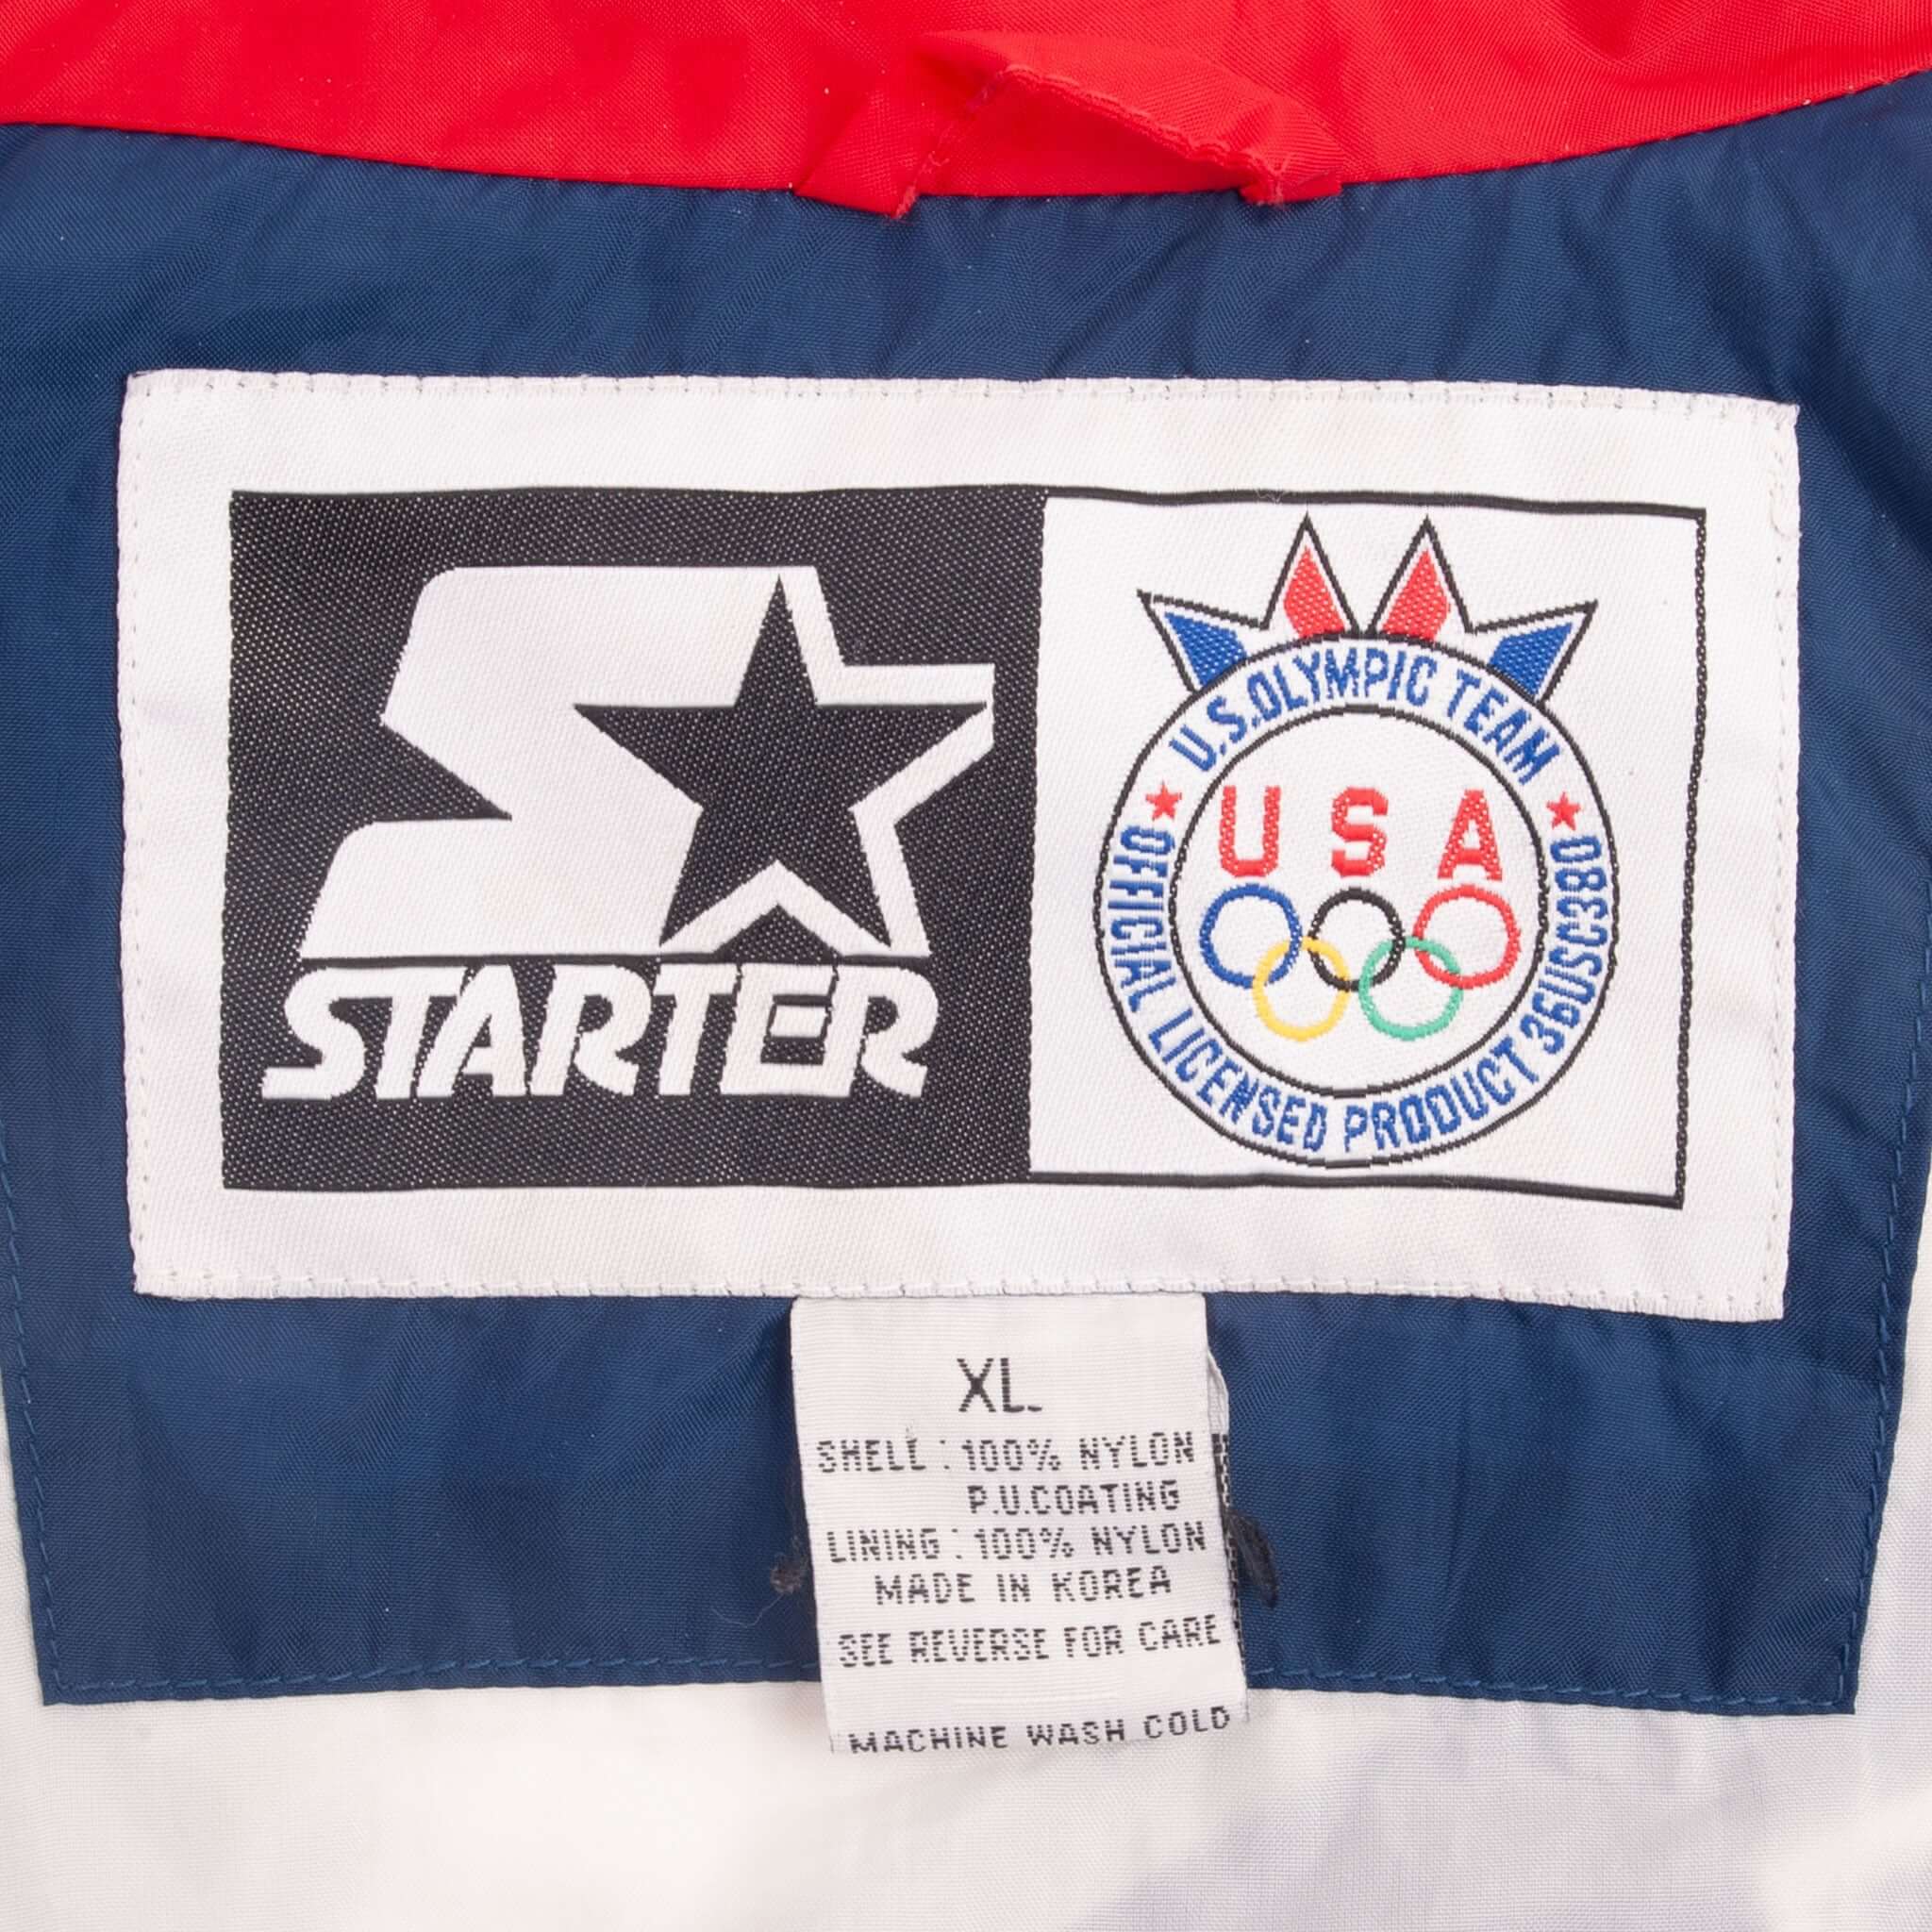 STARTER
U.S.OLYMPIC TEAM
USA
OFFICIAL LICENSED PRODUCT 36USC380
XL
SHELL : 100% NYLON
P.U.COATING
LINING : 100% NYLON
MADE IN KOREA
SEE REVERSE FOR CARE
MACHINE WASH COLD